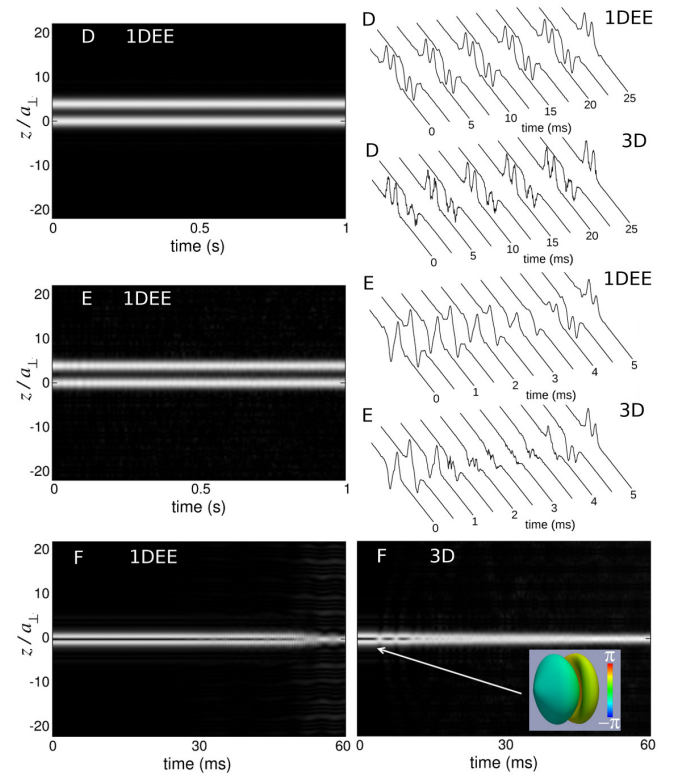 D 1DEE
z/a⊥
20
10
0
-10
-20
0 0.5 1
time (s)
D 1DEE
0 5 10 15 20 25
time (ms)
D 3D
0 5 10 15 20 25
time (ms)
E 1DEE
z/a⊥
20
10
0
-10
-20
0 0.5 1
time (s)
E 1DEE
0 1 2 3 4 5
time (ms)
E 3D
0 1 2 3 4 5
time (ms)
F 1DEE
z/a⊥
20
10
0
-10
-20
0 30 60
time (ms)
F 3D
π
−π
0 30 60
time (ms)